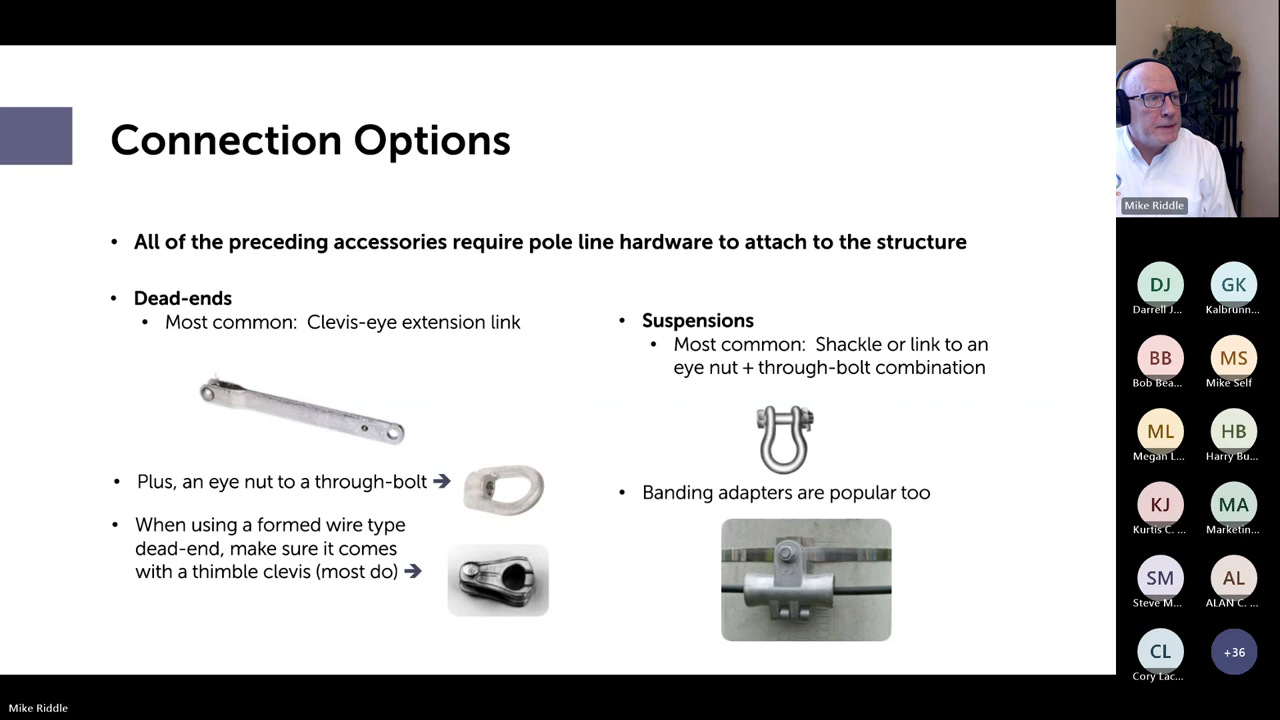 Connection Options
• All of the preceding accessories require pole line hardware to attach to the structure
• Dead-ends
• Most common: Clevis-eye extension link
• Plus, an eye nut to a through-bolt ➔
• When using a formed wire type
dead-end, make sure it comes
with a thimble clevis (most do) ➔
• Suspensions
• Most common: Shackle or link to an
eye nut + through-bolt combination
• Banding adapters are popular too
Mike Riddle
DJ
Darrell J...
GK
Kalbrunn...
BB
Bob Bea...
MS
Mike Self
ML
Megan L...
HB
Harry Bu...
KJ
Kurtis C. ...
MA
Marketin...
SM
Steve M...
AL
ALAN C. ...
CL
Cory Lac...
+36
Mike Riddle